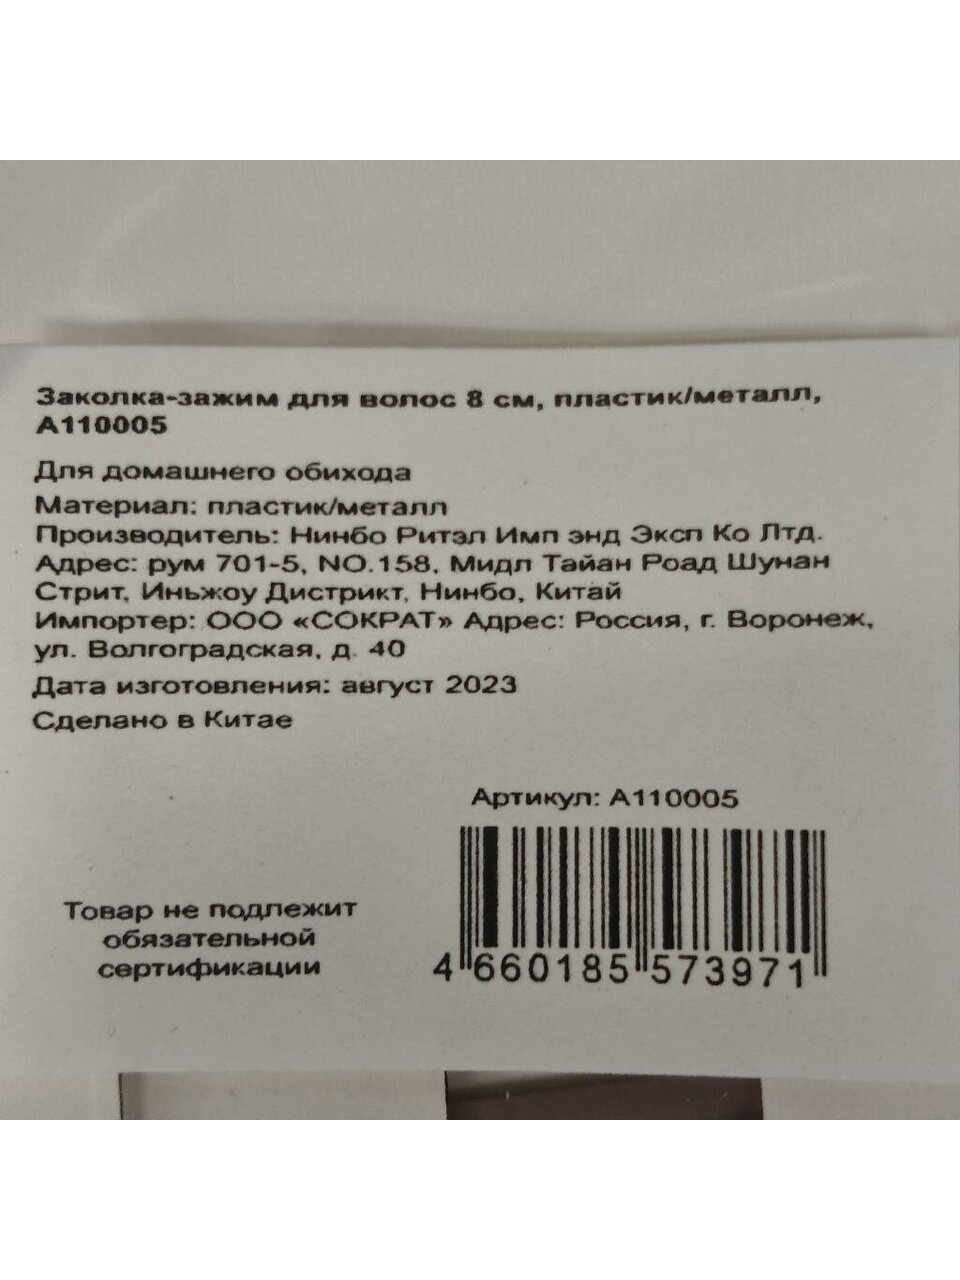 Заколка-зажим для волос 8 см, пластик/металл,
А110005
Для домашнего обихода
Материал: пластик/металл
Производитель: Нинбо Ритэл Имп энд Эксп Ко Лтд.
Адрес: рум 701-5, NO.158, Мидл Тайан Роад Шунан
Стрит, Иньжоу Дистрикт, Нинбо, Китай
Импортер: ООО «СОКРАТ» Адрес: Россия, г. Воронеж,
ул. Волгоградская, д. 40
Дата изготовления: август 2023
Сделано в Китае
Артикул: А110005
Товар не подлежит
обязательной
сертификации
4 660185 573971